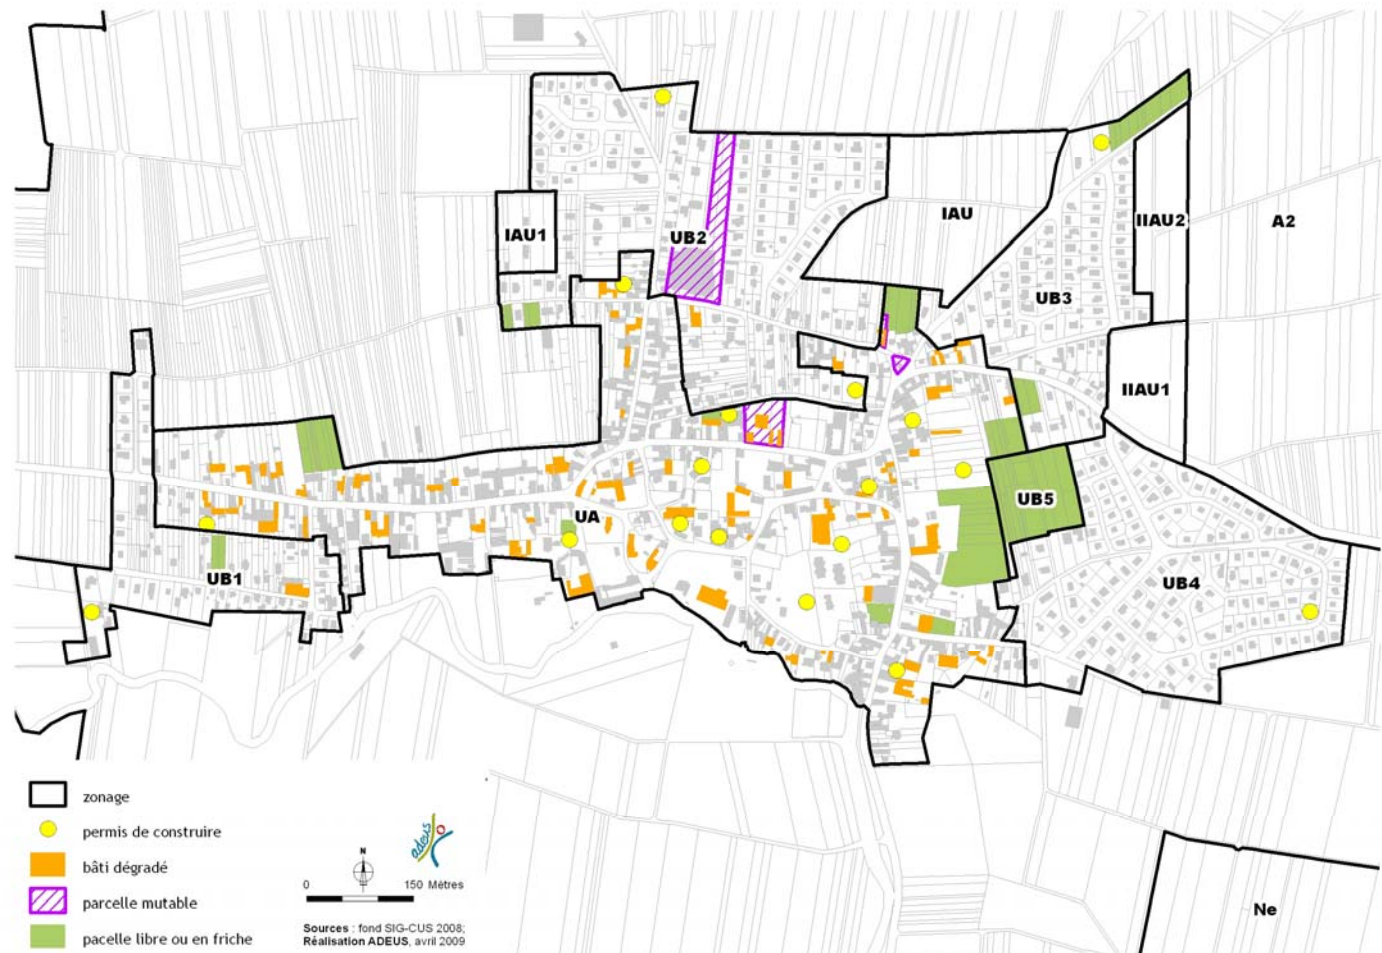 IAU
IIAU2
A2
IAU1
UB2
UB3
IIAU1
UB5
UA
UB1
UB4
zonage
permis de construire
bâti dégradé
parcelle mutable
pacelle libre ou en friche
adeus
N
0 150 Mètres
Sources : fond SIG-CUS 2008;
Réalisation ADEUS, avril 2009
Ne